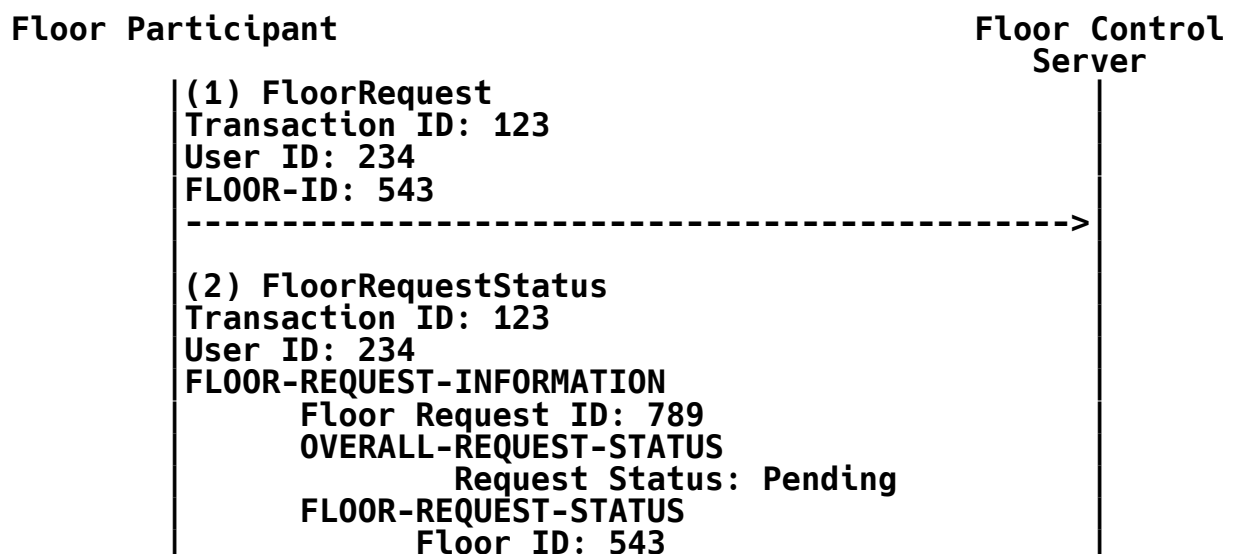 Floor Participant Floor Control
Server
|(1) FloorRequest |
|Transaction ID: 123 |
|User ID: 234 |
|FLOOR-ID: 543 |
|---------------------------------------------->|
| |
|(2) FloorRequestStatus |
|Transaction ID: 123 |
|User ID: 234 |
|FLOOR-REQUEST-INFORMATION |
| Floor Request ID: 789 |
| OVERALL-REQUEST-STATUS |
| Request Status: Pending |
| FLOOR-REQUEST-STATUS |
| Floor ID: 543 |